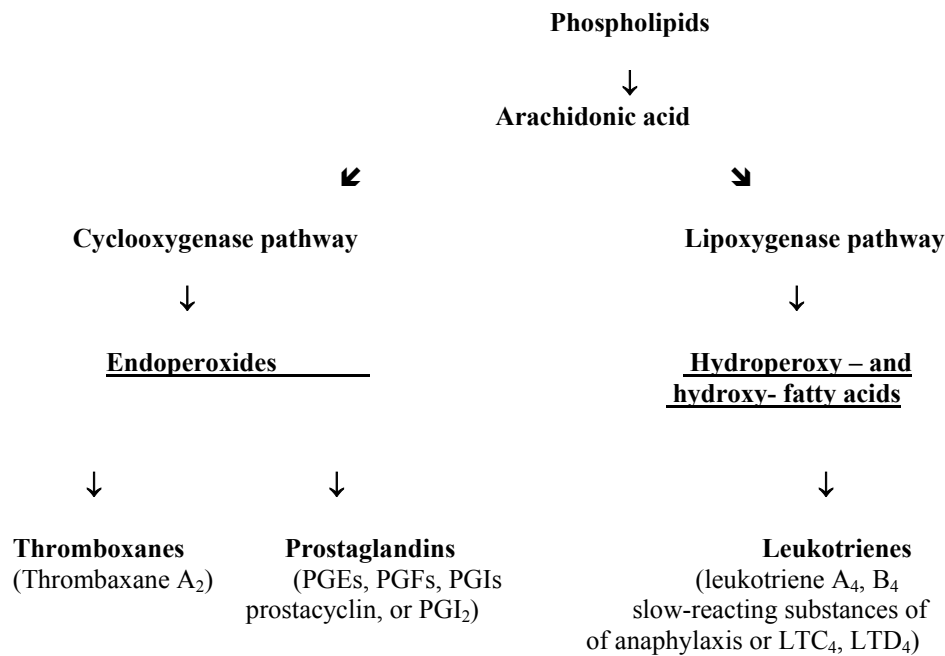 Phospholipids
↓
Arachidonic acid
Cyclooxygenase pathway
Lipoxygenase pathway
↓ ↓
Endoperoxides
Hydroperoxy – and
hydroxy- fatty acids
↓ ↓ ↓
Thromboxanes
(Thrombaxane A₂)
Prostaglandins
(PGEs, PGFs, PGIs
prostacyclin, or PGI₂)
Leukotrienes
(leukotriene A₄, B₄
slow-reacting substances of
of anaphylaxis or LTC₄, LTD₄)